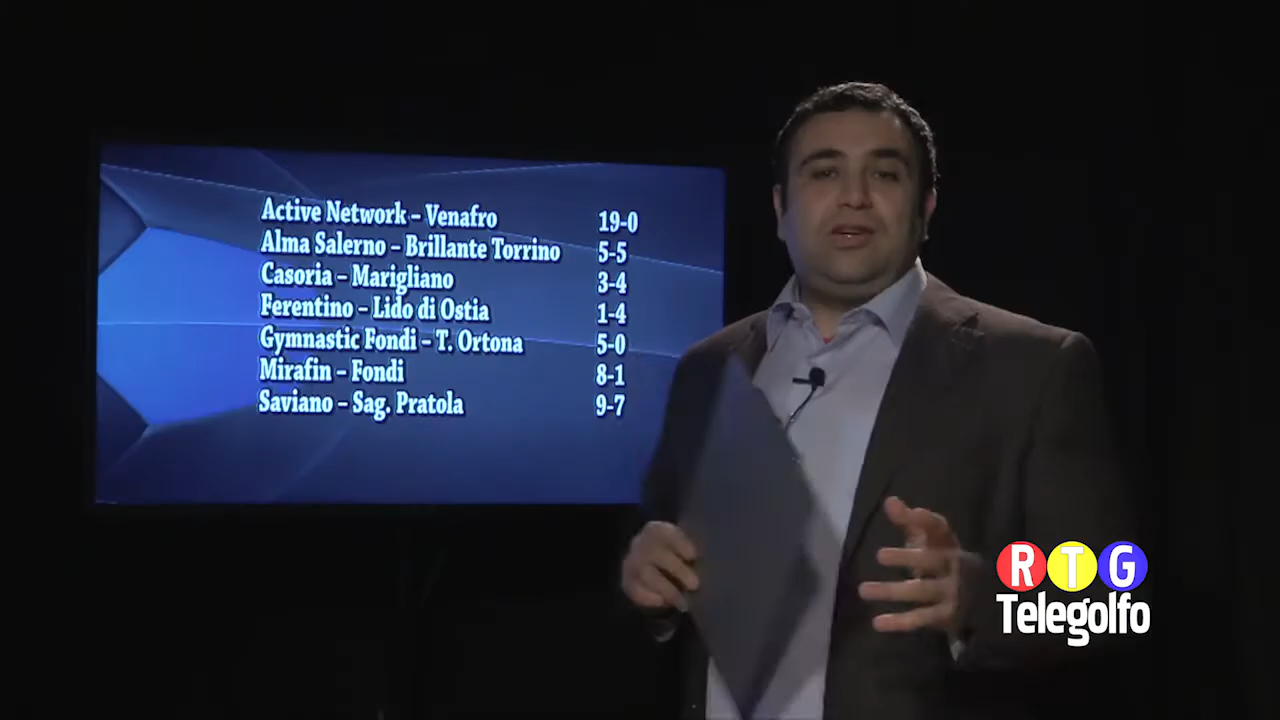 Active Network – Venafro 19-0
Alma Salerno – Brillante Torrino 5-5
Casoria – Marigliano 3-4
Ferentino – Lido di Ostia 1-4
Gymnastic Fondi – T. Ortona 5-0
Mirafin – Fondi 8-1
Saviano – Sag. Pratola 9-7
RTG
Telegolfo